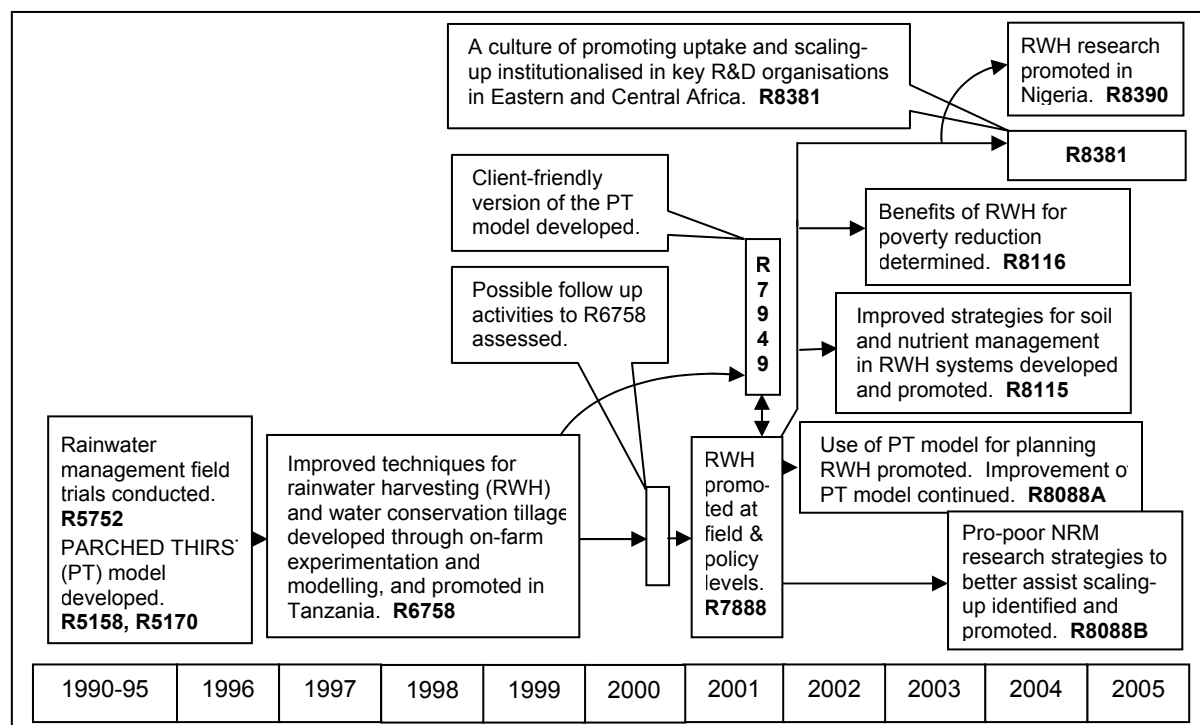 A culture of promoting uptake and scaling-
up institutionalised in key R&D organisations
in Eastern and Central Africa. R8381
RWH research
promoted in
Nigeria. R8390
R8381
Client-friendly
version of the PT
model developed.
R
7
9
4
9
Benefits of RWH for
poverty reduction
determined. R8116
Possible follow up
activities to R6758
assessed.
Improved strategies for soil
and nutrient management
in RWH systems developed
and promoted. R8115
Rainwater
management field
trials conducted.
R5752
PARCHED THIRS
(PT) model
developed.
R5158, R5170
Improved techniques for
rainwater harvesting (RWH)
and water conservation tillage
developed through on-farm
experimentation and
modelling, and promoted in
Tanzania. R6758
RWH
promo-
ted at
field &
policy
levels.
R7888
Use of PT model for planning
RWH promoted. Improvement o
PT model continued. R8088A
Pro-poor NRM
research strategies to
better assist scaling-
up identified and
promoted. R8088B
1990-95 1996 1997 1998 1999 2000 2001 2002 2003 2004 2005